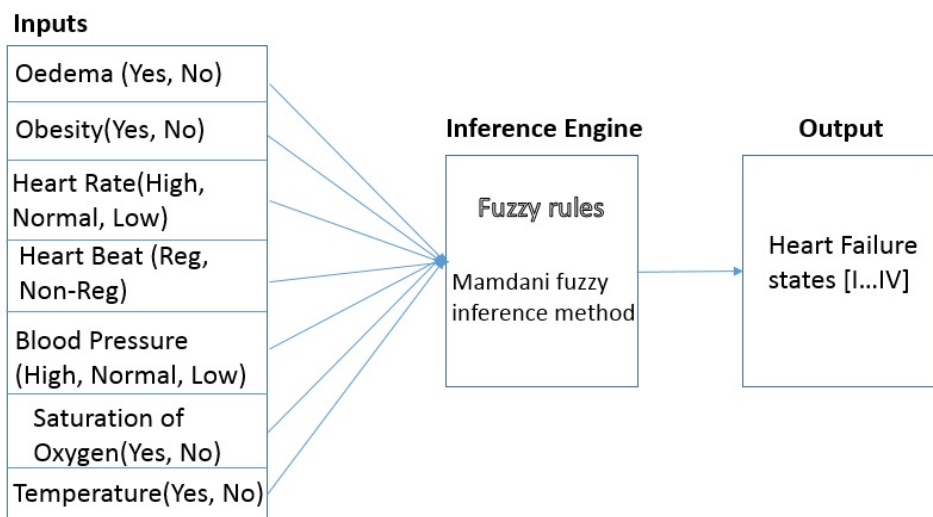 Inputs
Oedema (Yes, No)
Obesity(Yes, No)
Heart Rate(High,
Normal, Low)
Heart Beat (Reg,
Non-Reg)
Blood Pressure
(High, Normal, Low)
Saturation of
Oxygen(Yes, No)
Temperature(Yes, No)
Inference Engine
Fuzzy rules
Mamdani fuzzy
inference method
Output
Heart Failure
states [I...IV]